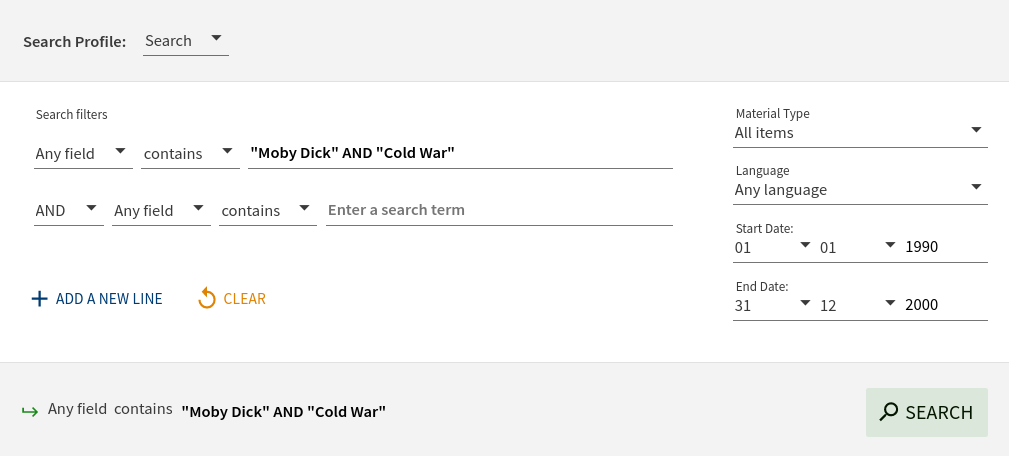 Search Profile: Search
Search filters
Any field contains "Moby Dick" AND "Cold War"
AND Any field contains Enter a search term
ADD A NEW LINE CLEAR
Material Type
All items
Language
Any language
Start Date:
01 01 1990
End Date:
31 12 2000
Any field contains "Moby Dick" AND "Cold War"
SEARCH